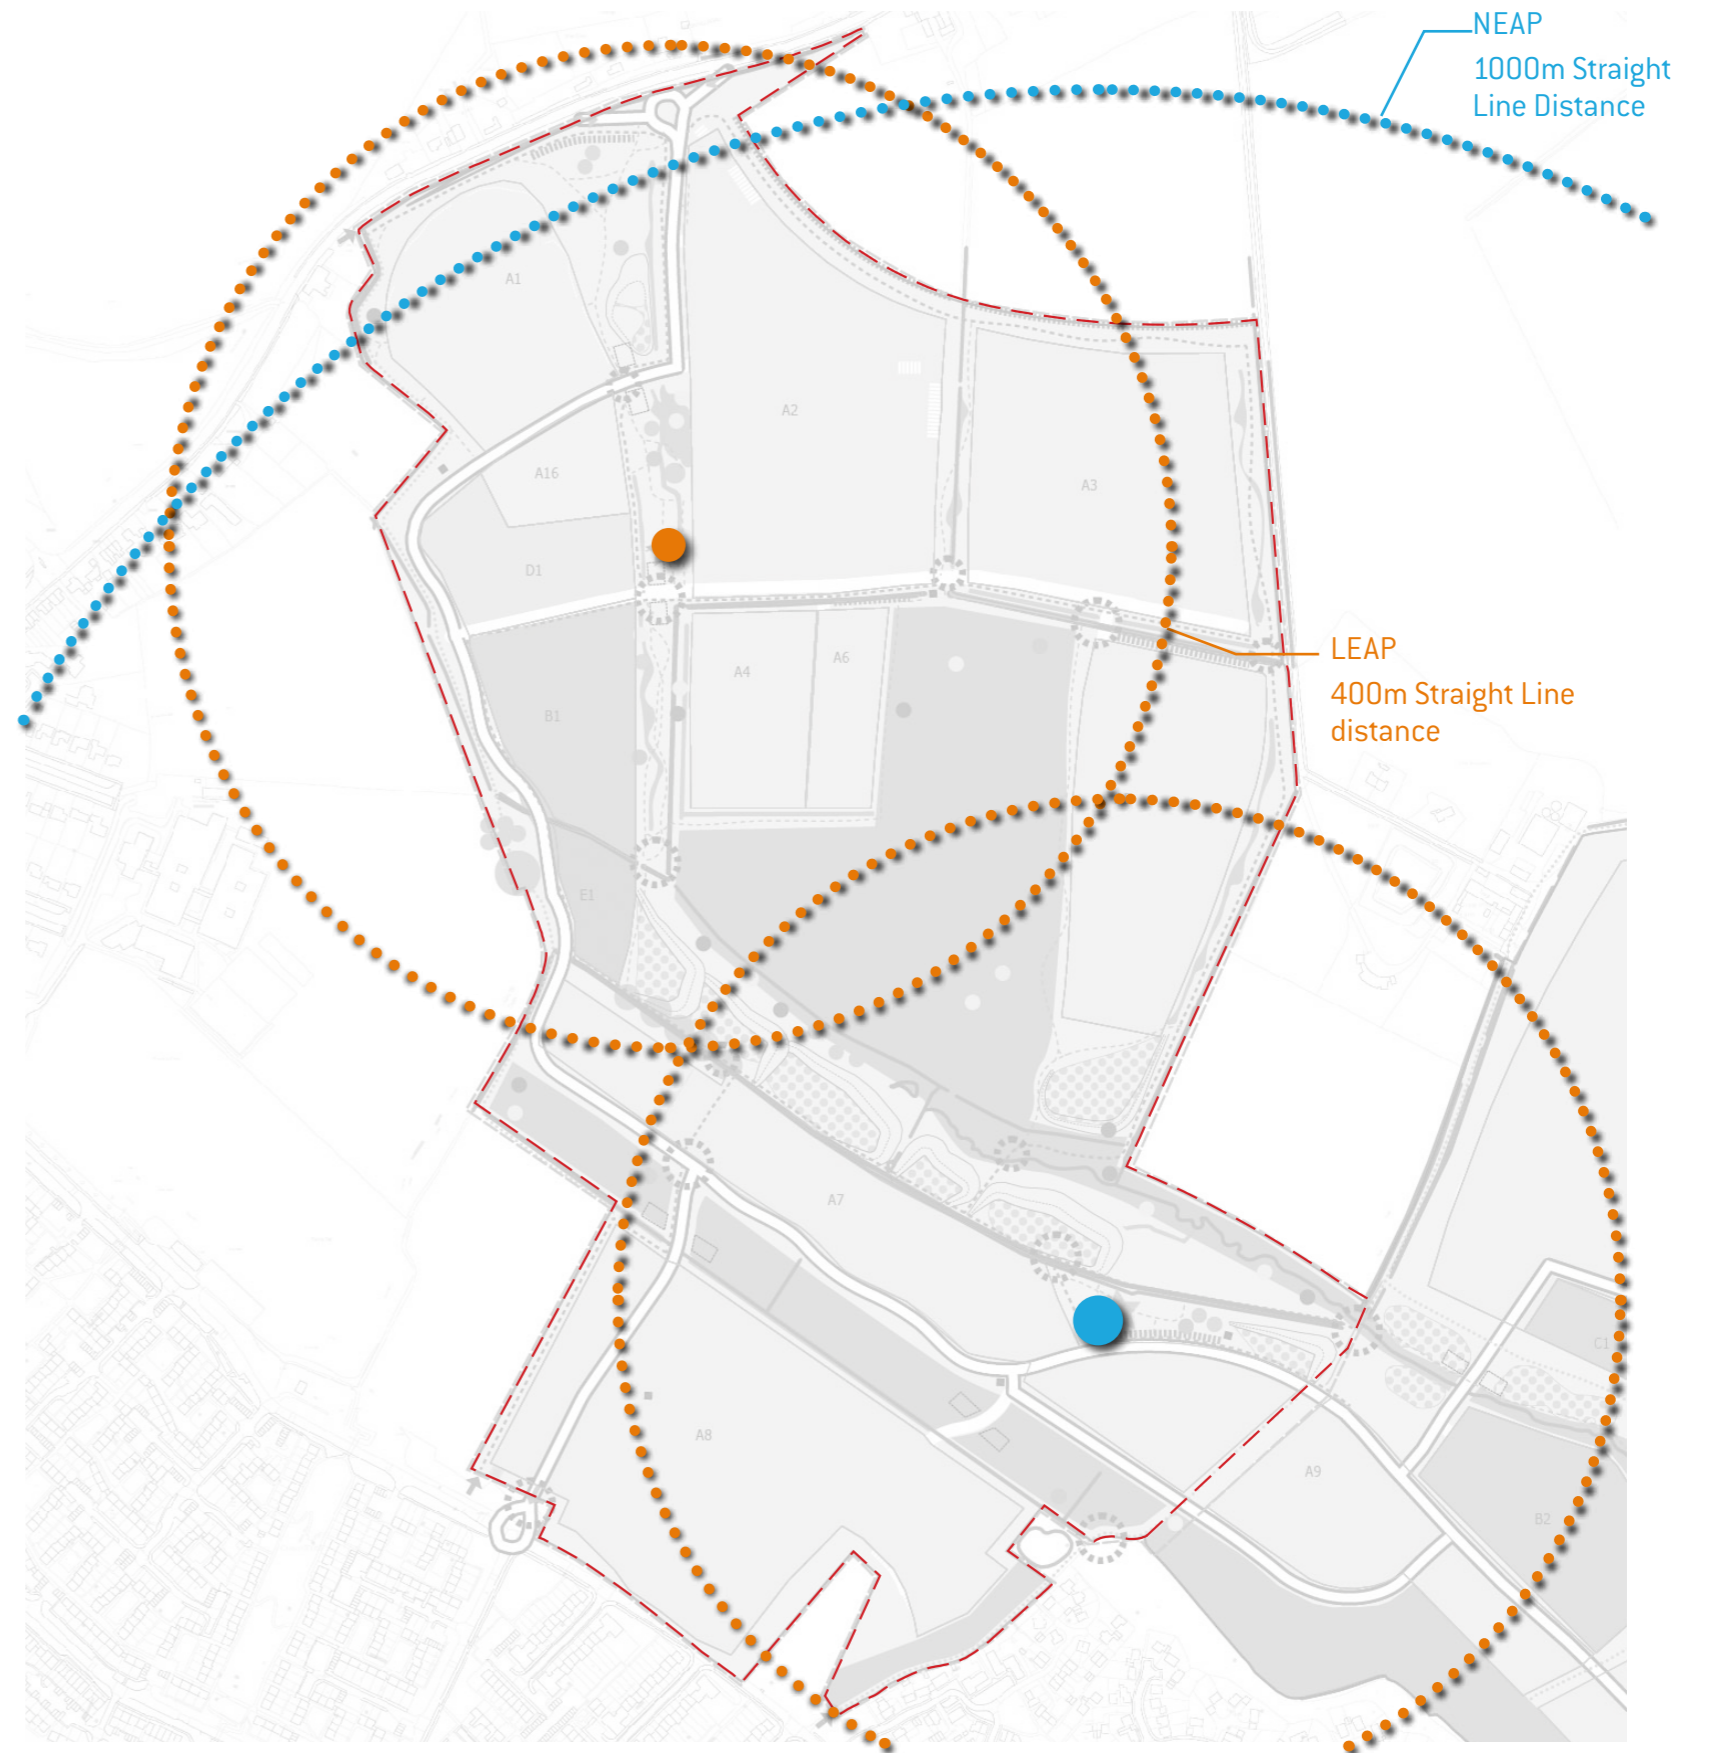 NEAP
1000m Straight
Line Distance
A1
A2
A16
A3
D1
LEAP
400m Straight Line
distance
A4
A6
B1
E1
A7
C1
A8
A9
B2